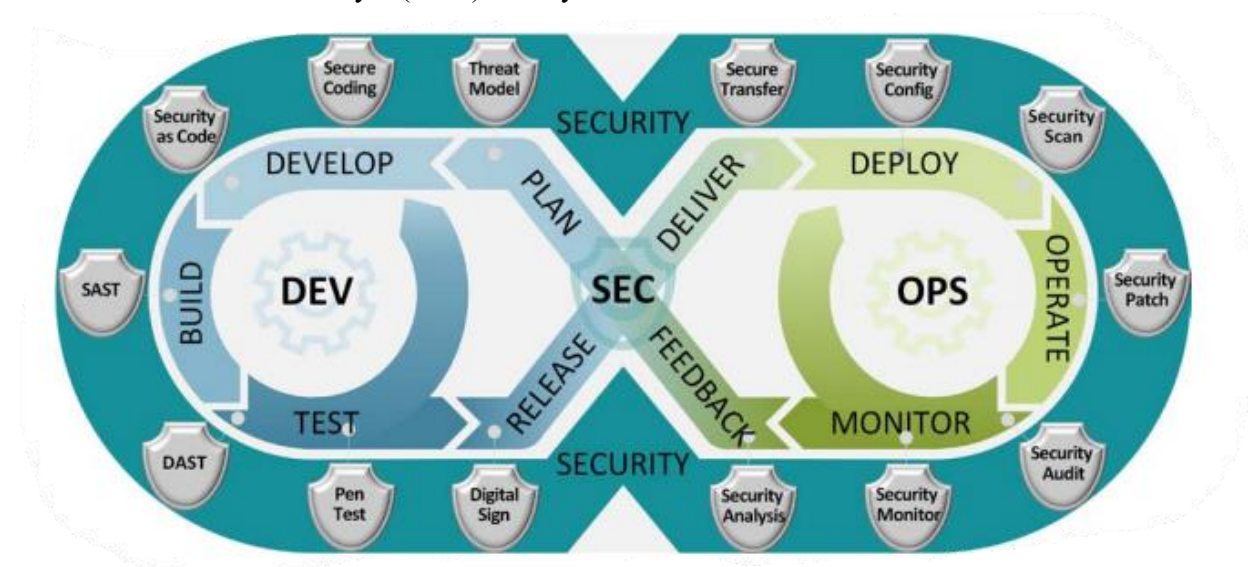 Secure
Coding
Threat
Model
Secure
Transfer
Security
Config
Security
as Code
SECURITY
Security
Scan
DEVELOP
PLAN
DELIVER
DEPLOY
SAST
BUILD
DEV
SEC
OPS
OPERATE
Security
Patch
TEST
RELEASE
FEEDBACK
MONITOR
DAST
SECURITY
Security
Audit
Pen
Test
Digital
Sign
Security
Analysis
Security
Monitor